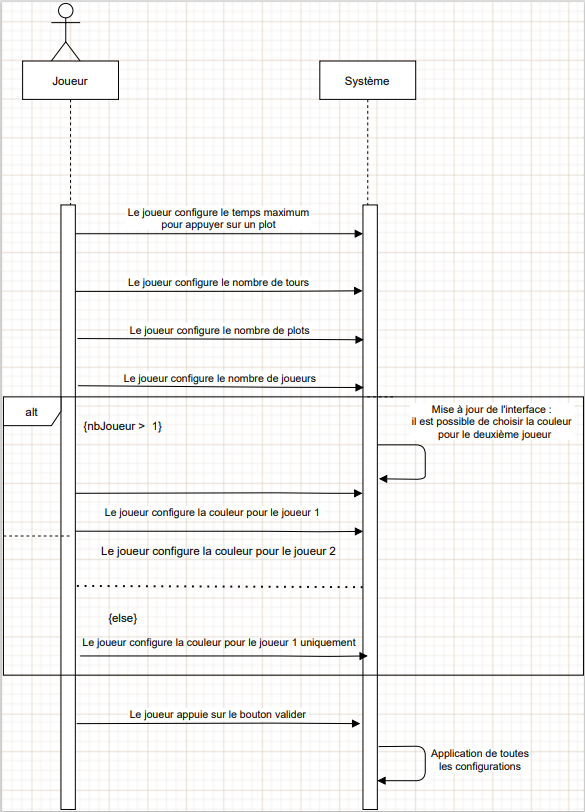 Joueur
Système
Le joueur configure le temps maximum
pour appuyer sur un plot
Le joueur configure le nombre de tours
Le joueur configure le nombre de plots
Le joueur configure le nombre de joueurs
alt
{nbJoueur > 1}
Mise à jour de l'interface :
il est possible de choisir la couleur
pour le deuxième joueur
Le joueur configure la couleur pour le joueur 1
Le joueur configure la couleur pour le joueur 2
{else}
Le joueur configure la couleur pour le joueur 1 uniquement
Le joueur appuie sur le bouton valider
Application de toutes
les configurations